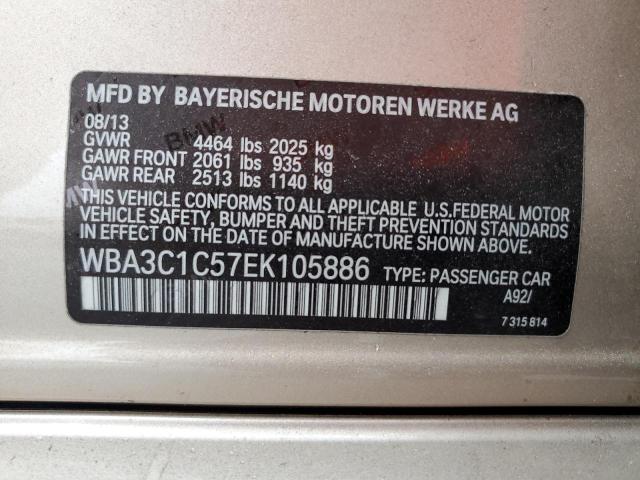 MFD BY BAYERISCHE MOTOREN WERKE AG
08/13
GVWR 4464 lbs 2025 kg
GAWR FRONT 2061 lbs 935 kg
GAWR REAR 2513 lbs 1140 kg
THIS VEHICLE CONFORMS TO ALL APPLICABLE U.S.FEDERAL MOTOR
VEHICLE SAFETY, BUMPER AND THEFT PREVENTION STANDARDS
IN EFFECT ON THE DATE OF MANUFACTURE SHOWN ABOVE.
WBA3C1C57EK105886 TYPE: PASSENGER CAR
A92/
7 315 814
BMW
BMW